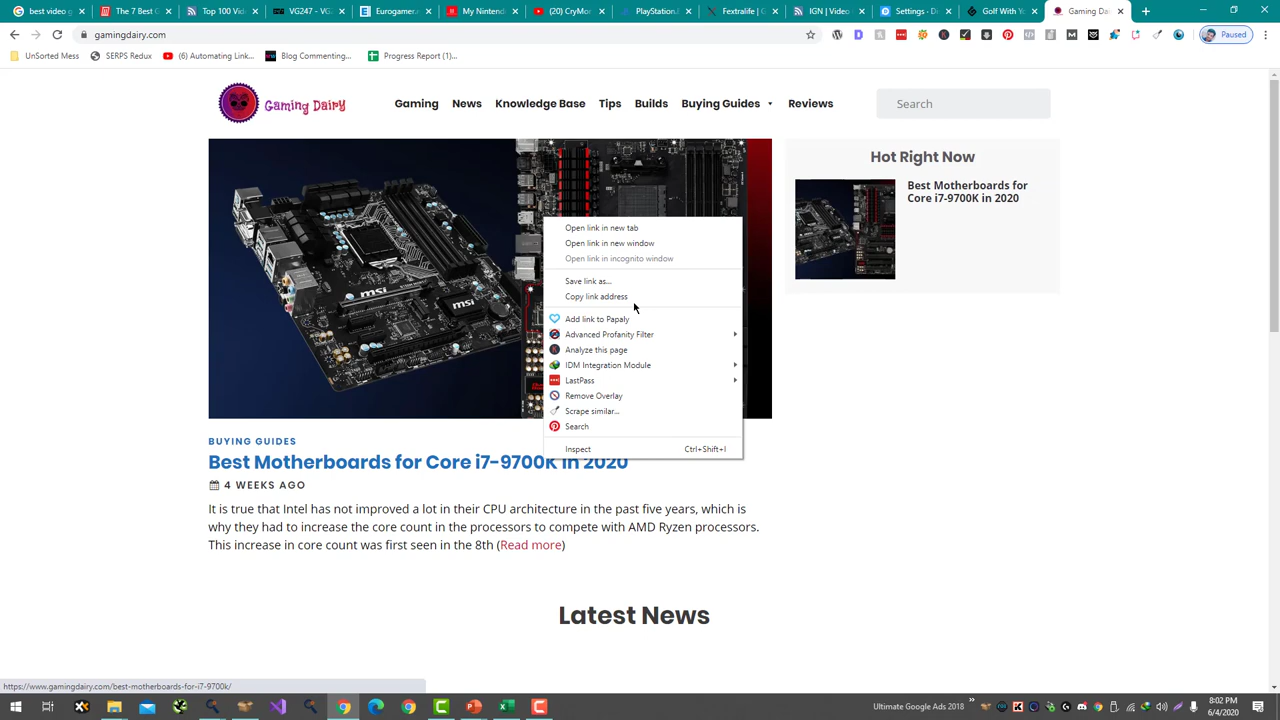 best video g
The 7 Best G
Top 100 Vid
VG247 - VG
Eurogamer
My Ninten
(20) CryMo
PlayStation.
Fextralife | G
IGN | Video
Settings - Di
Golf With Yo
Gaming Dai
gamingdairy.com
Paused
UnSorted Mess
SERPS Redux
(6) Automating Link...
Blog Commenting...
Progress Report (1)...
Gaming Dairy
Gaming
News
Knowledge Base
Tips
Builds
Buying Guides
Reviews
Search
Hot Right Now
Best Motherboards for
Core i7-9700K in 2020
msi
Open link in new tab
Open link in new window
Open link in incognito window
Save link as...
Copy link address
Add link to Papaly
Advanced Profanity Filter
Analyze this page
IDM Integration Module
LastPass
Remove Overlay
Scrape similar...
Search
Inspect Ctrl+Shift+I
BUYING GUIDES
Best Motherboards for Core i7-9700K in 2020
4 WEEKS AGO
It is true that Intel has not improved a lot in their CPU architecture in the past five years, which is
why they had to increase the core count in the processors to compete with AMD Ryzen processors.
This increase in core count was first seen in the 8th (Read more)
Latest News
https://www.gamingdairy.com/best-motherboards-for-i7-9700k/
Ultimate Google Ads 2018
8:02 PM
6/4/2020